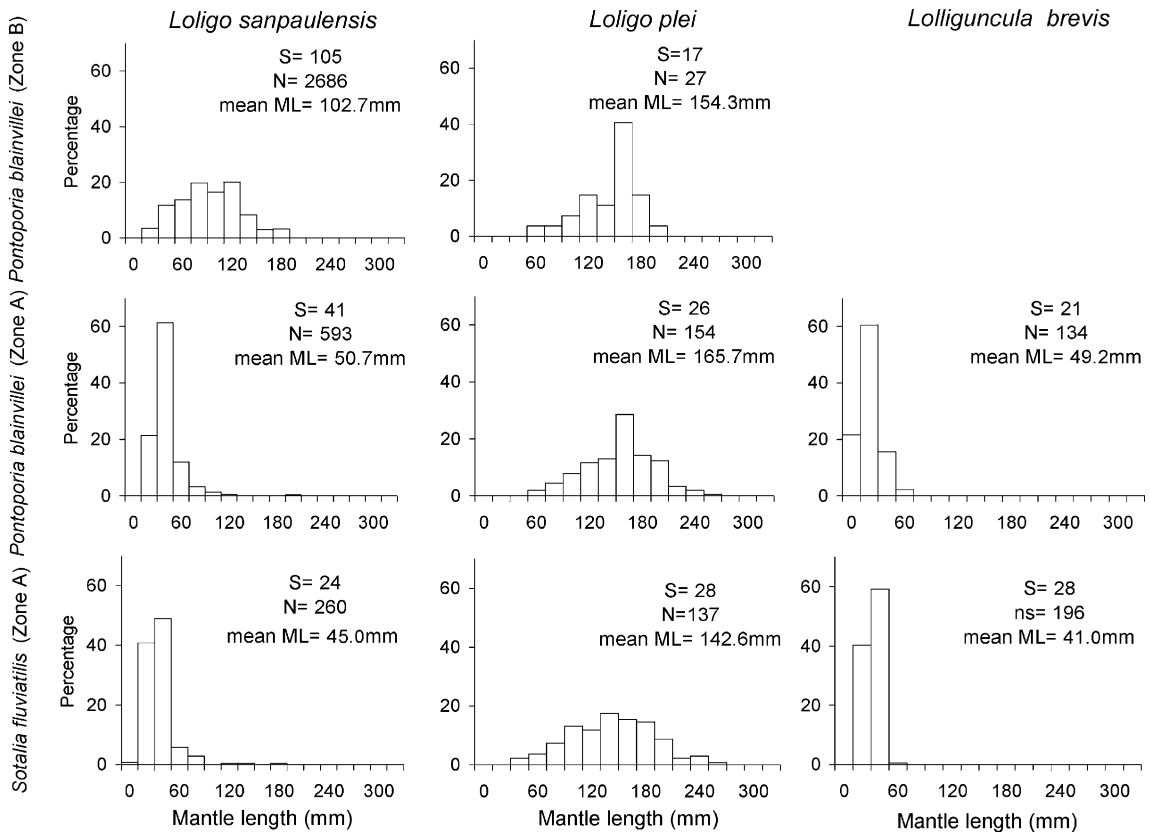 Loligo sanpaulensis
Loligo plei
Lolliguncula brevis
Pontoporia blainvillei (Zone B)
Percentage
60
40
20
0
S= 105
N= 2686
mean ML= 102.7mm
0 60 120 180 240 300
60
40
20
0
S=17
N= 27
mean ML= 154.3mm
0 60 120 180 240 300
Pontoporia blainvillei (Zone A)
Percentage
60
40
20
0
S= 41
N= 593
mean ML= 50.7mm
0 60 120 180 240 300
60
40
20
0
S= 26
N= 154
mean ML= 165.7mm
0 60 120 180 240 300
60
40
20
0
S= 21
N= 134
mean ML= 49.2mm
0 60 120 180 240 300
Sotalia fluviatilis (Zone A)
Percentage
60
40
20
0
S= 24
N= 260
mean ML= 45.0mm
0 60 120 180 240 300
Mantle length (mm)
60
40
20
0
S= 28
N=137
mean ML= 142.6mm
0 60 120 180 240 300
Mantle length (mm)
60
40
20
0
S= 28
ns= 196
mean ML= 41.0mm
0 60 120 180 240 300
Mantle length (mm)